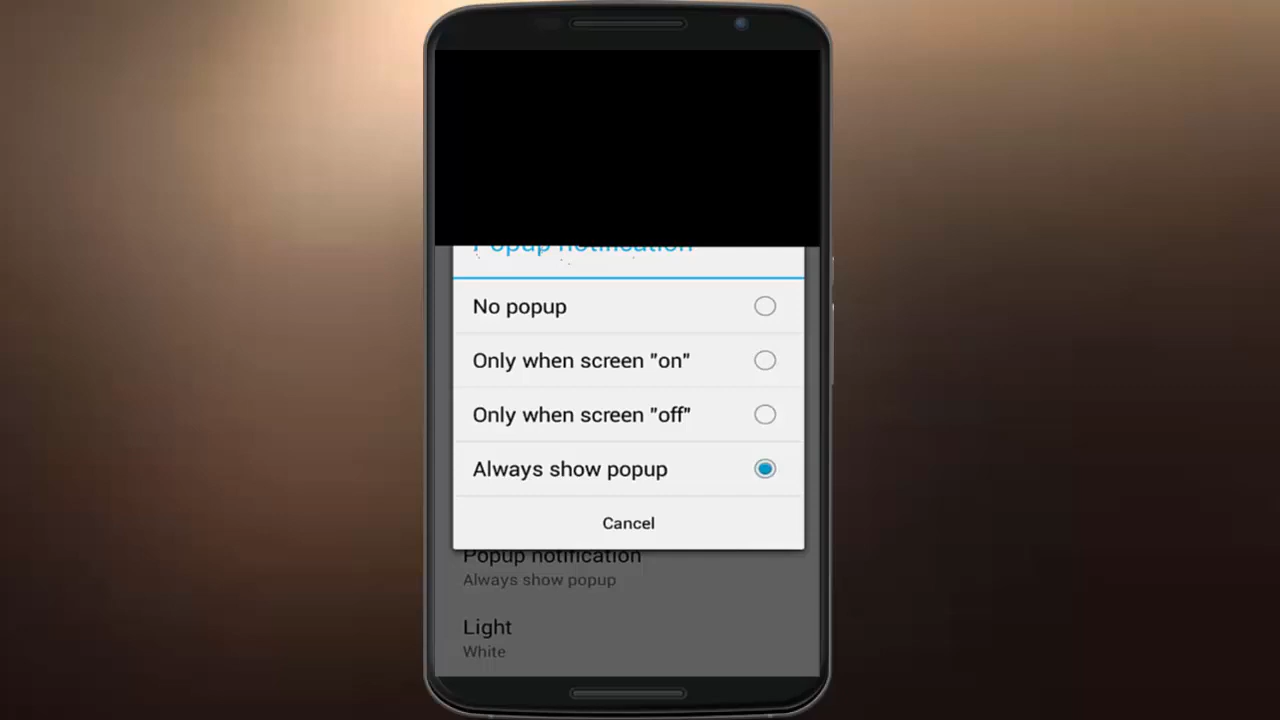 Popup notification
No popup
Only when screen "on"
Only when screen "off"
Always show popup
Cancel
Popup notification
Always show popup
Light
White